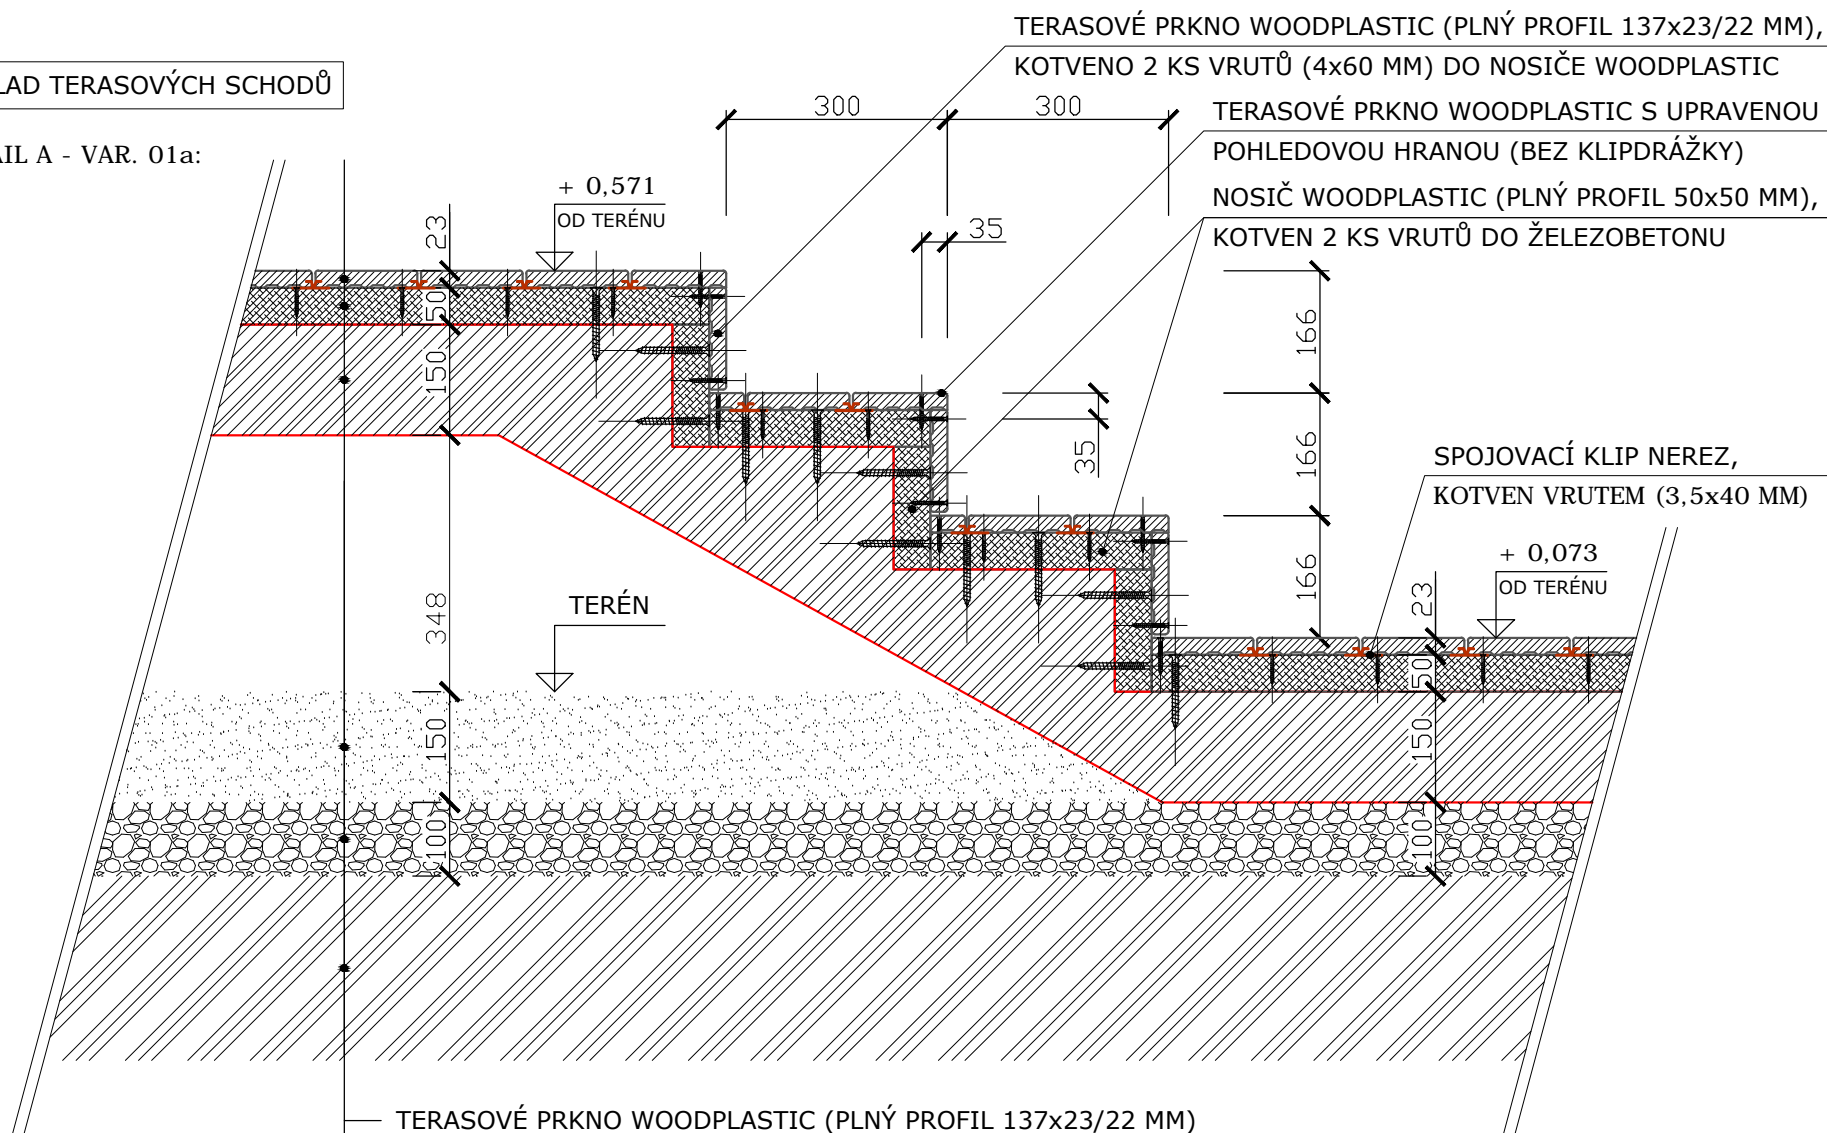 TERASOVÉ PRKNO WOODPLASTIC (PLNÝ PROFIL 137x23/22 MM),
KOTVENO 2 KS VRUTŮ (4x60 MM) DO NOSIČE WOODPLASTIC
LAD TERASOVÝCH SCHODŮ
300
300
TERASOVÉ PRKNO WOODPLASTIC S UPRAVENOU
POHLEDOVOU HRANOU (BEZ KLIPDRÁŽKY)
AIL A - VAR. 01a:
+ 0,571
OD TERÉNU
NOSIČ WOODPLASTIC (PLNÝ PROFIL 50x50 MM),
KOTVEN 2 KS VRUTŮ DO ŽELEZOBETONU
35
23
50
150
166
166
166
35
SPOJOVACÍ KLIP NEREZ,
KOTVEN VRUTEM (3,5x40 MM)
+ 0,073
OD TERÉNU
TERÉN
348
150
100
23
50
150
100
TERASOVÉ PRKNO WOODPLASTIC (PLNÝ PROFIL 137x23/22 MM)